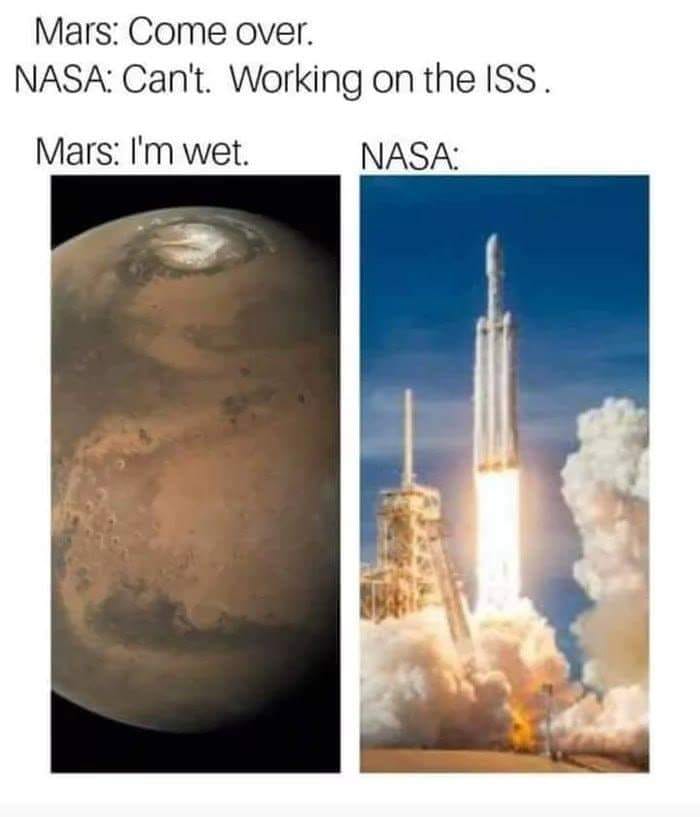 Mars: Come over.
NASA: Can't. Working on the ISS.
Mars: I'm wet.
NASA: